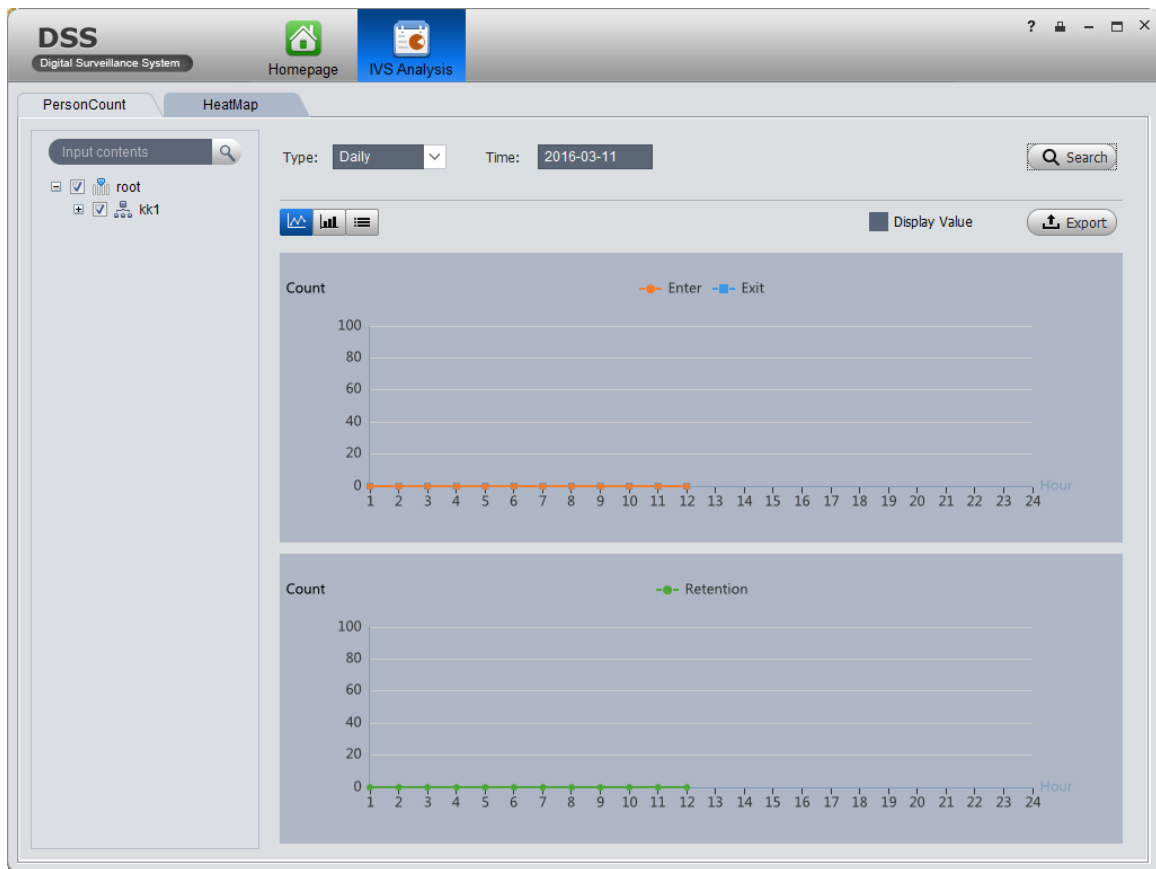 DSS
Digital Surveillance System
Homepage
IVS Analysis
?
PersonCount
HeatMap
Input contents
root
kk1
Type: Daily Time: 2016-03-11 Search
Display Value Export
Count Enter Exit
100
80
60
40
20
0
1 2 3 4 5 6 7 8 9 10 11 12 13 14 15 16 17 18 19 20 21 22 23 24 Hour
Count Retention
100
80
60
40
20
0
1 2 3 4 5 6 7 8 9 10 11 12 13 14 15 16 17 18 19 20 21 22 23 24 Hour